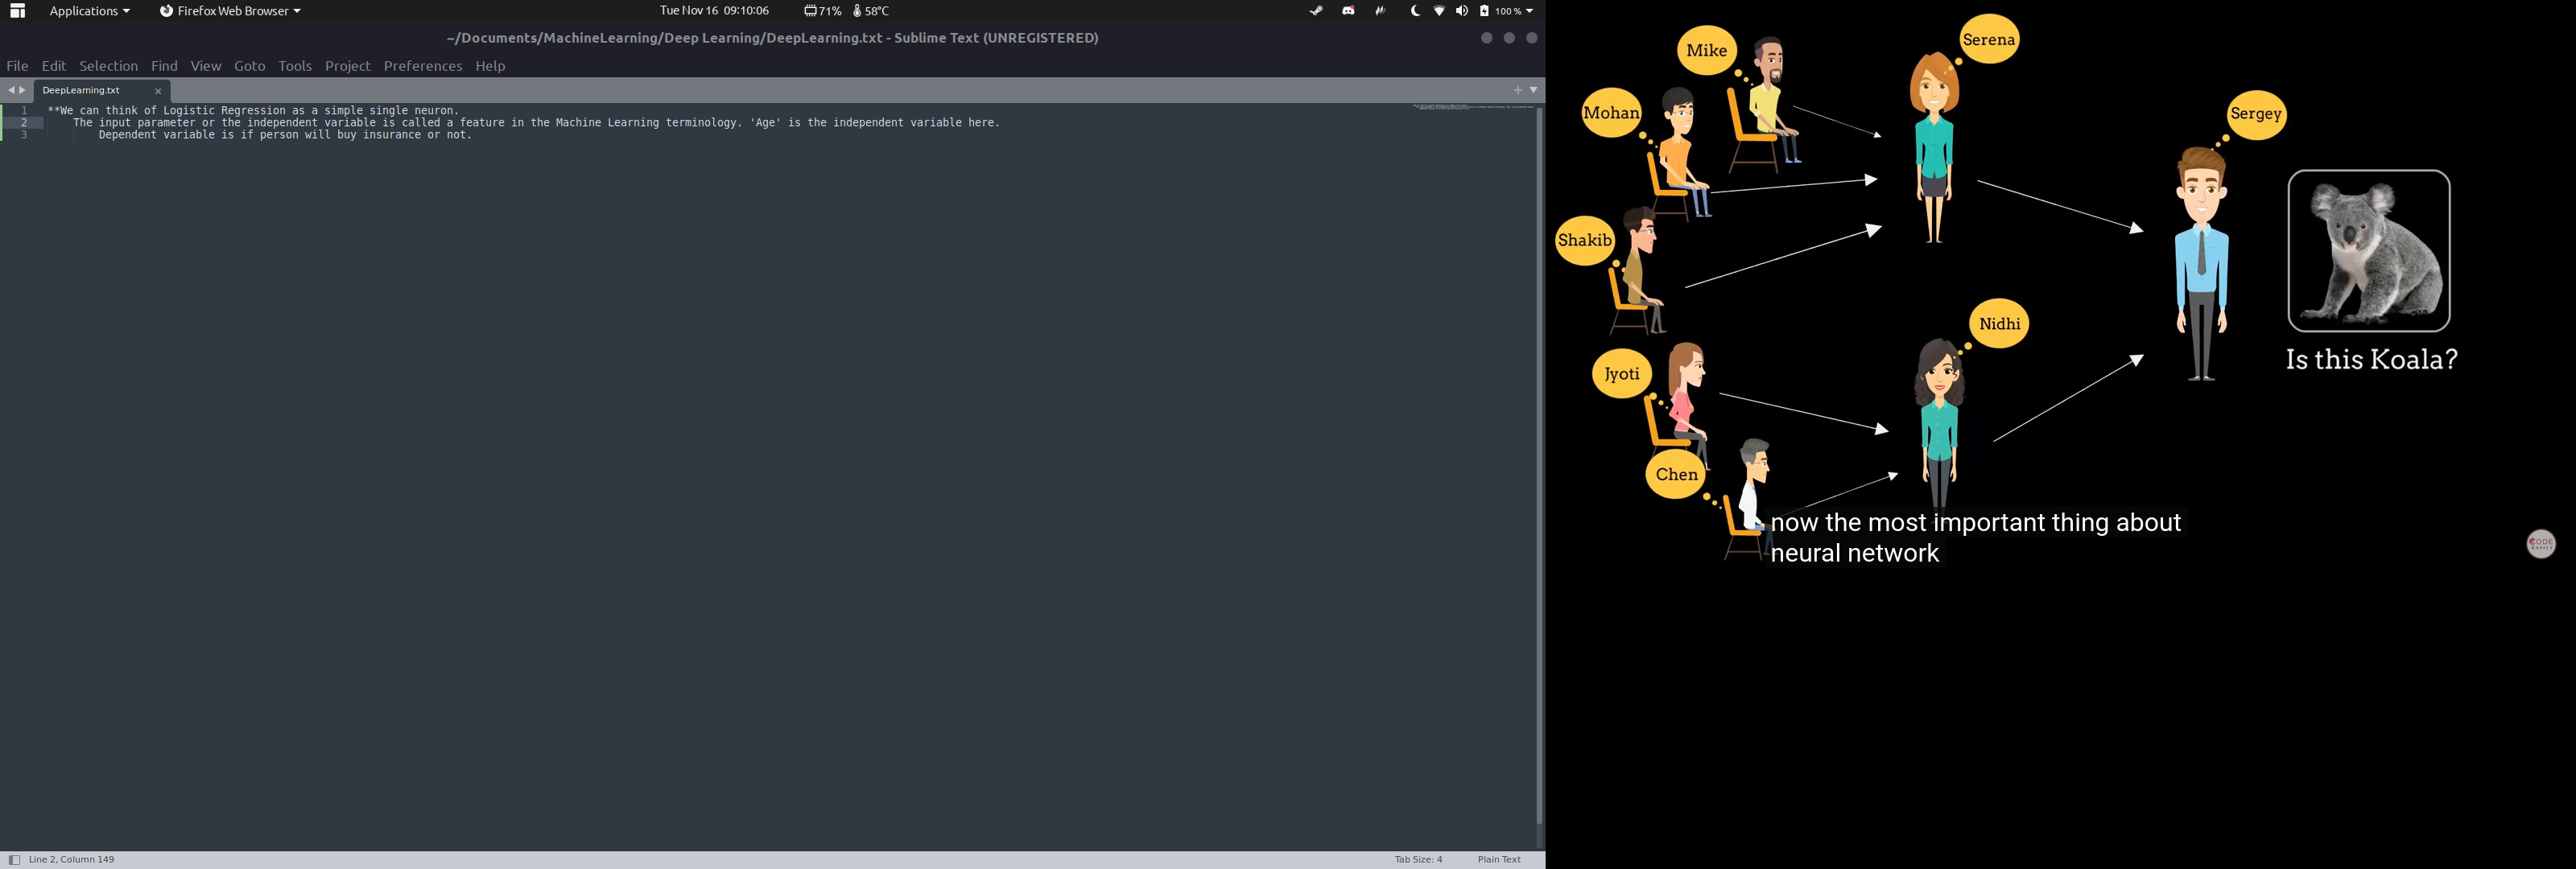 Applications
Firefox Web Browser
Tue Nov 16 09:10:06
71%
58°C
100 %
~/Documents/MachineLearning/Deep Learning/DeepLearning.txt - Sublime Text (UNREGISTERED)
File Edit Selection Find View Goto Tools Project Preferences Help
DeepLearning.txt
1 **We can think of Logistic Regression as a simple single neuron.
2 The input parameter or the independent variable is called a feature in the Machine Learning terminology. 'Age' is the independent variable here.
3 Dependent variable is if person will buy insurance or not.
Line 2, Column 149
Tab Size: 4
Plain Text
Mike
Serena
Mohan
Sergey
Shakib
Nidhi
Is this Koala?
Jyoti
Chen
now the most important thing about
neural network
CODE
BASICS